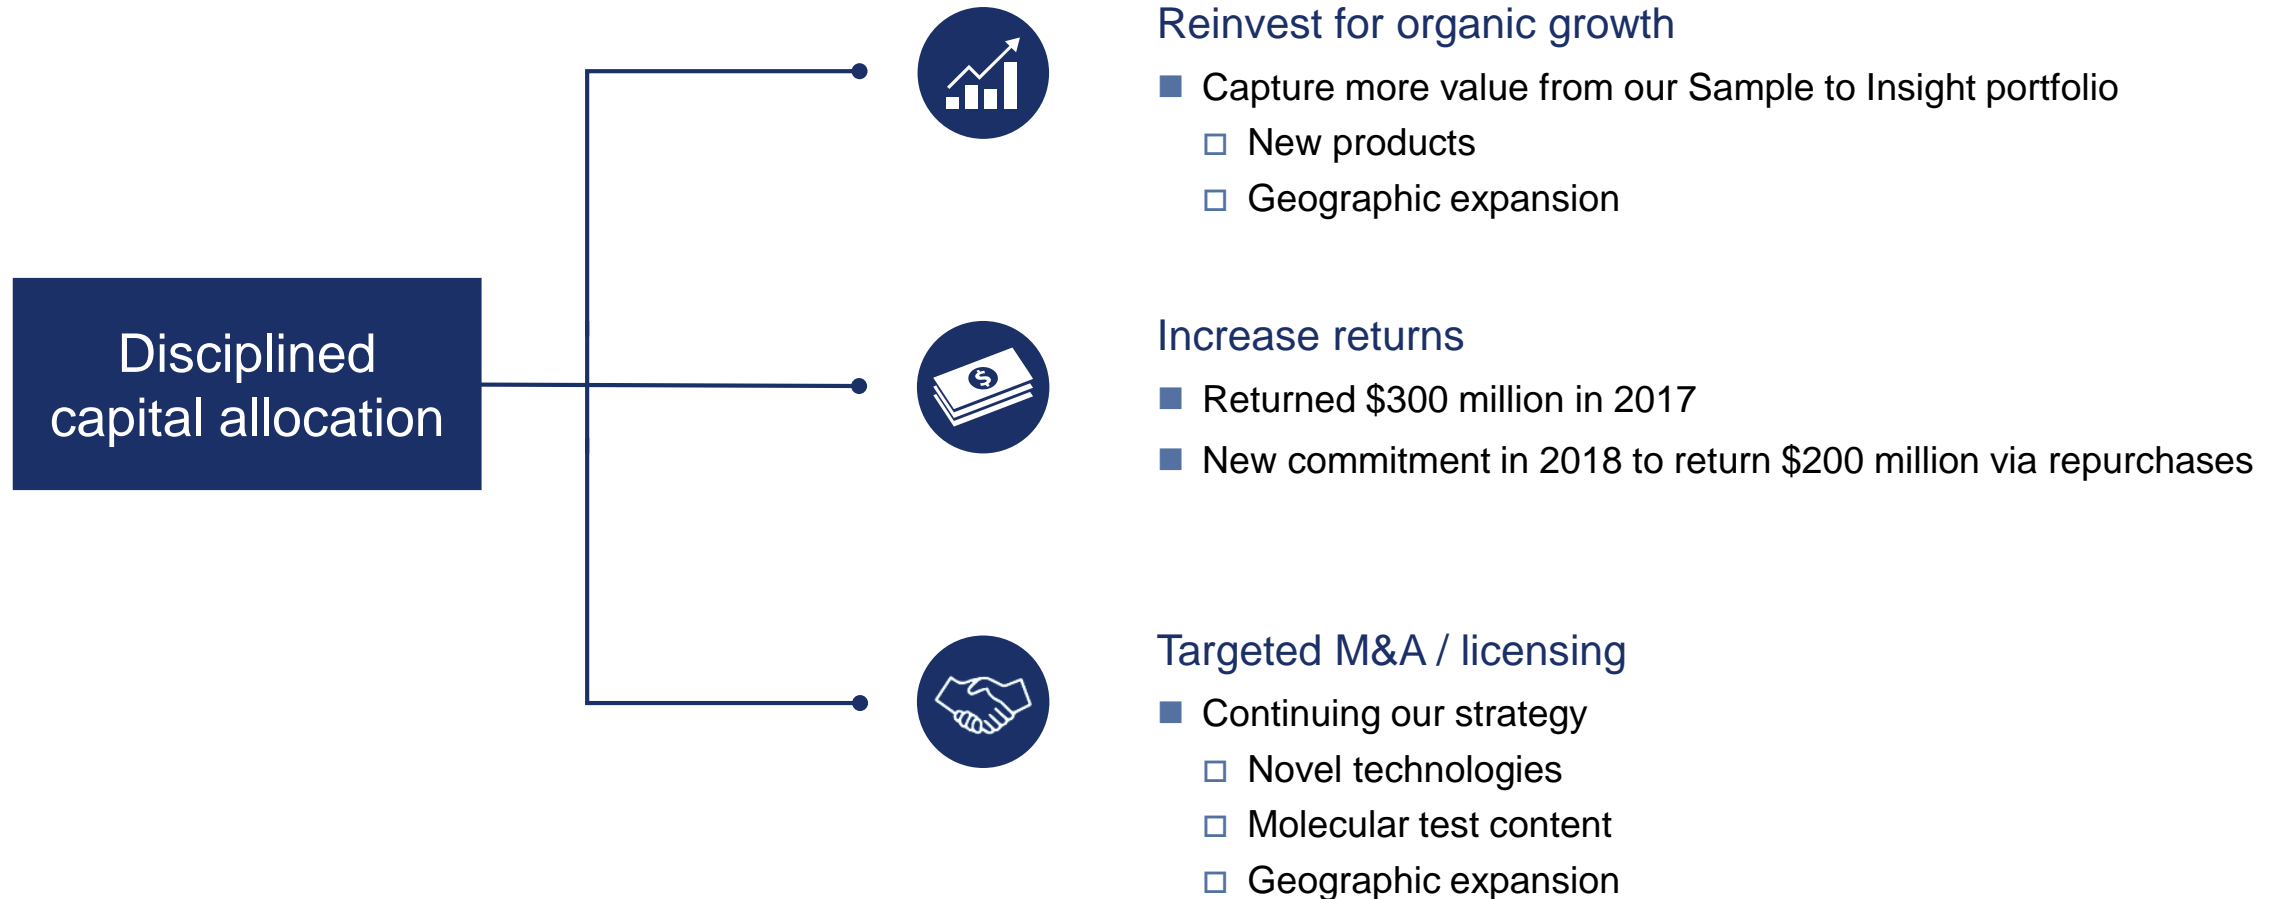 Disciplined
capital allocation
Reinvest for organic growth
Capture more value from our Sample to Insight portfolio
New products
Geographic expansion
$
Increase returns
Returned $300 million in 2017
New commitment in 2018 to return $200 million via repurchases
Targeted M&A / licensing
Continuing our strategy
Novel technologies
Molecular test content
Geographic expansion